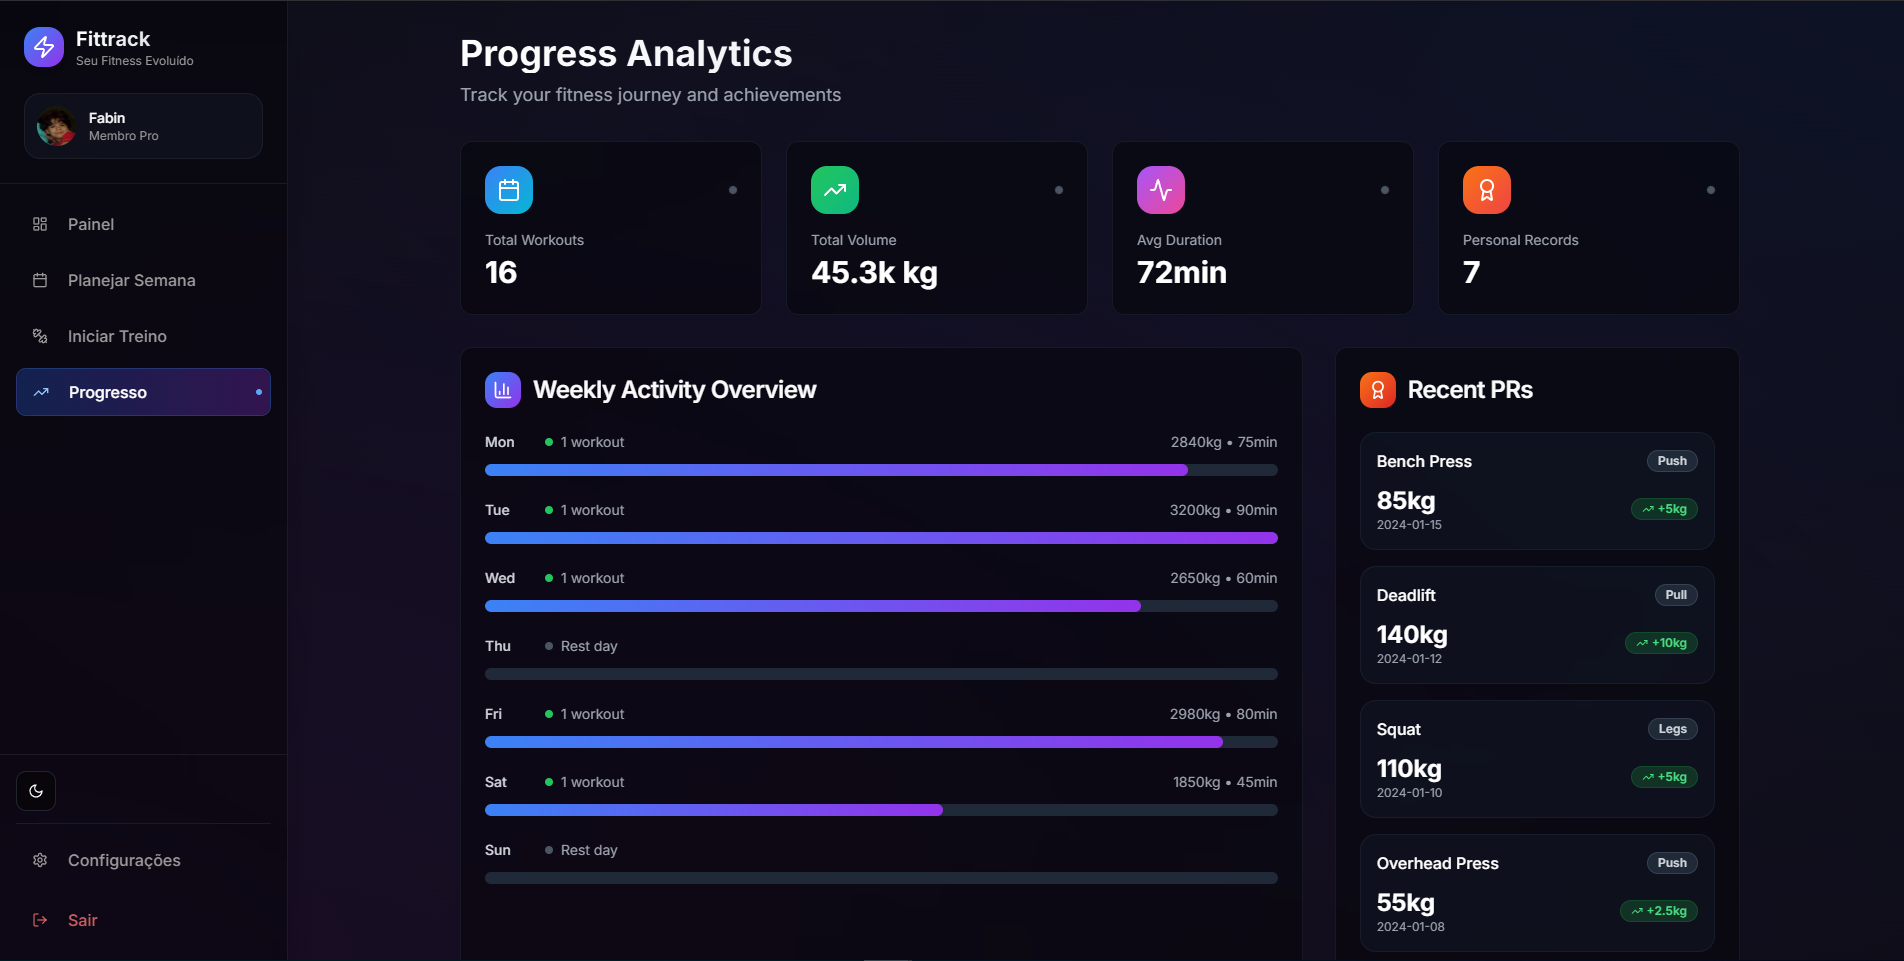 Fittrack
Seu Fitness Evoluído
Fabin
Membro Pro
Painel
Planejar Semana
Iniciar Treino
Progresso
Configurações
Sair
Progress Analytics
Track your fitness journey and achievements
Total Workouts
16
Total Volume
45.3k kg
Avg Duration
72min
Personal Records
7
Weekly Activity Overview
Mon 1 workout 2840kg • 75min
Tue 1 workout 3200kg • 90min
Wed 1 workout 2650kg • 60min
Thu Rest day
Fri 1 workout 2980kg • 80min
Sat 1 workout 1850kg • 45min
Sun Rest day
Recent PRs
Bench Press Push
85kg +5kg
2024-01-15
Deadlift Pull
140kg +10kg
2024-01-12
Squat Legs
110kg +5kg
2024-01-10
Overhead Press Push
55kg +2.5kg
2024-01-08